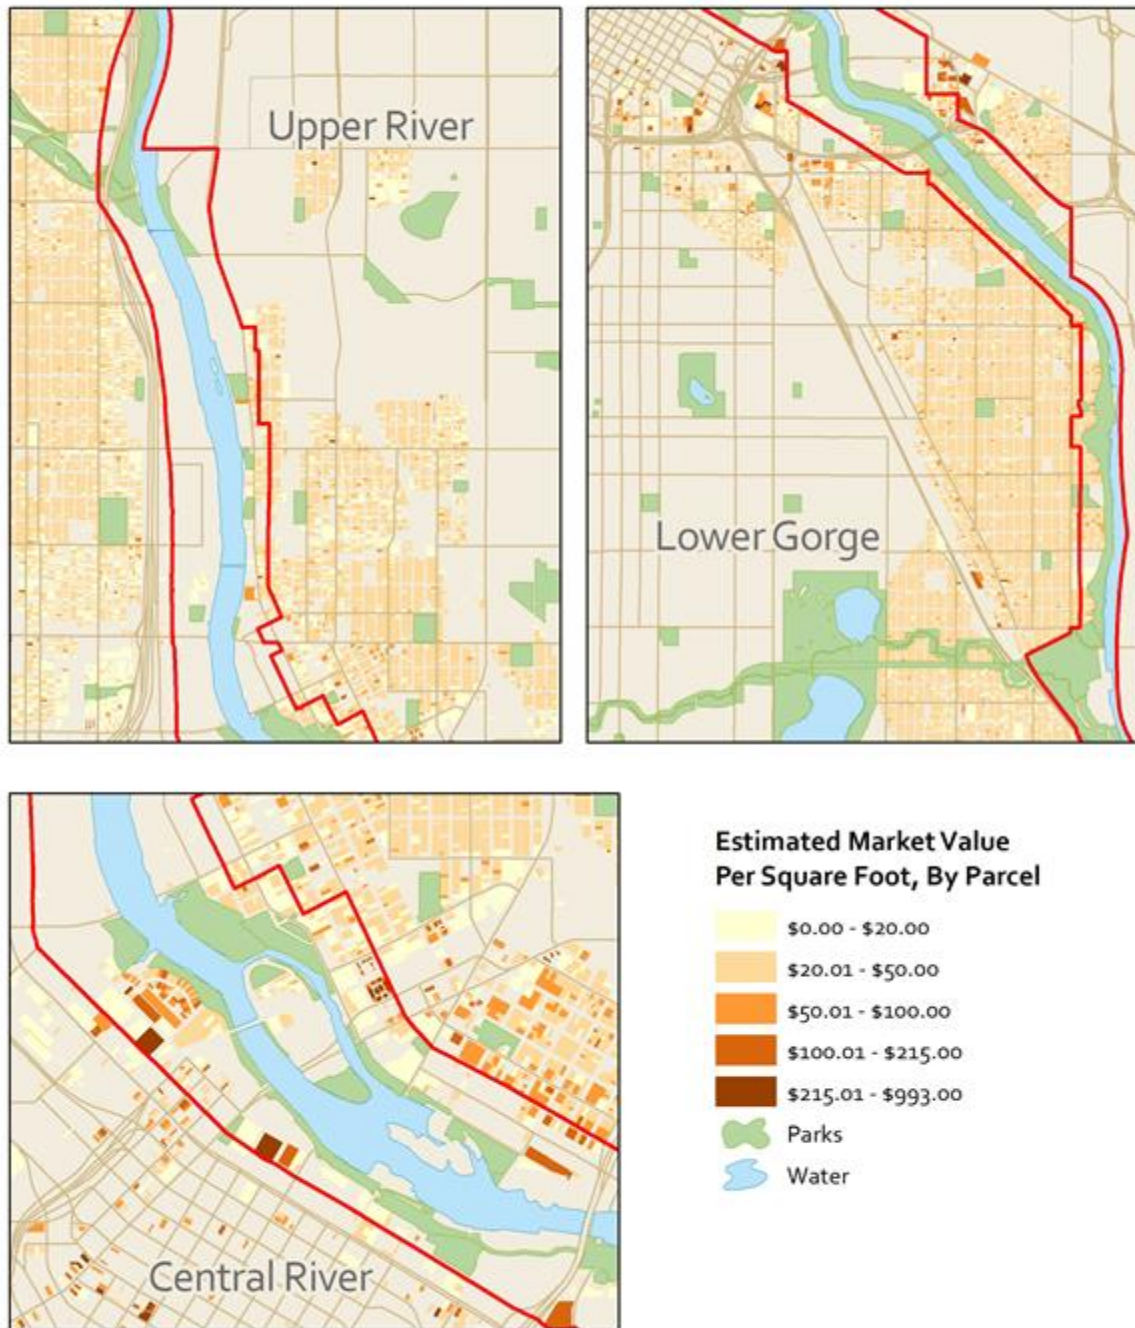 Upper River
Lower Gorge
Central River
Estimated Market Value
Per Square Foot, By Parcel
$0.00 - $20.00
$20.01 - $50.00
$50.01 - $100.00
$100.01 - $215.00
$215.01 - $993.00
Parks
Water